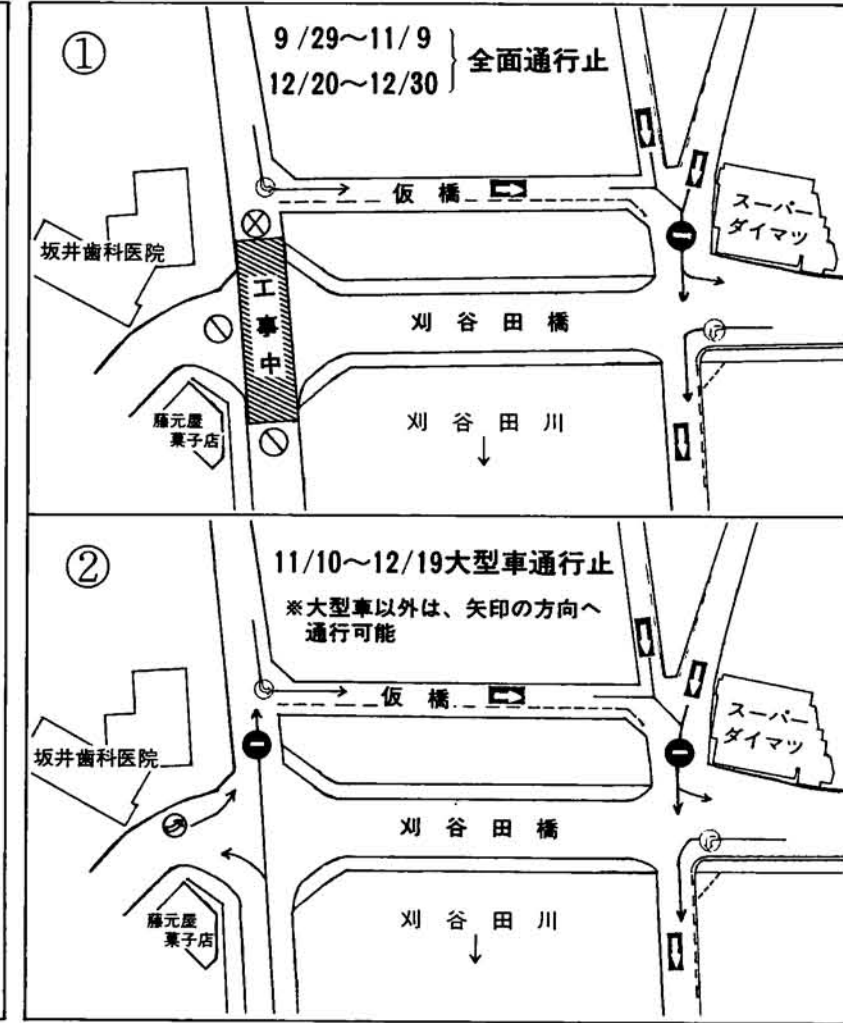 ①
9/29～11/9
12/20～12/30
全面通行止
仮橋
スーパー
ダイマツ
坂井歯科医院
工事中
刈谷田橋
藤元屋
菓子店
刈谷田川
②
11/10～12/19大型車通行止
※大型車以外は、矢印の方向へ
通行可能
仮橋
スーパー
ダイマツ
坂井歯科医院
刈谷田橋
藤元屋
菓子店
刈谷田川